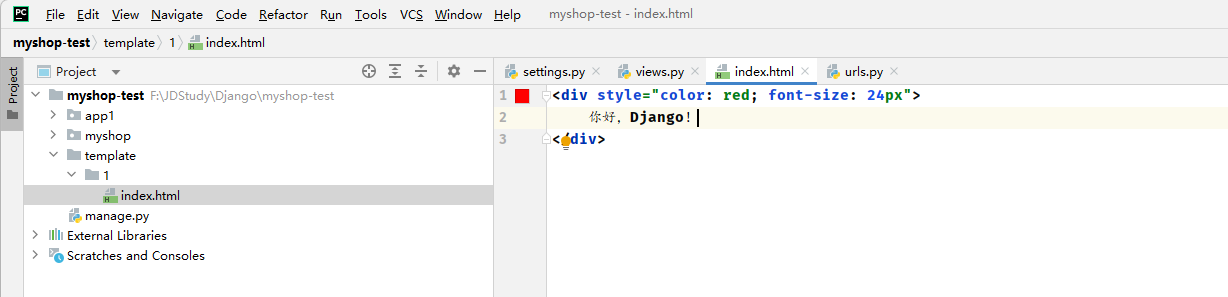 PC File Edit View Navigate Code Refactor Run Tools VCS Window Help myshop-test - index.html
myshop-test template 1 index.html
Project
Project
settings.py views.py index.html urls.py
myshop-test F:\JDStudy\Django\myshop-test
app1
myshop
template
1
index.html
manage.py
External Libraries
Scratches and Consoles
1 <div style="color: red; font-size: 24px">
2 你好，Django!
3 </div>